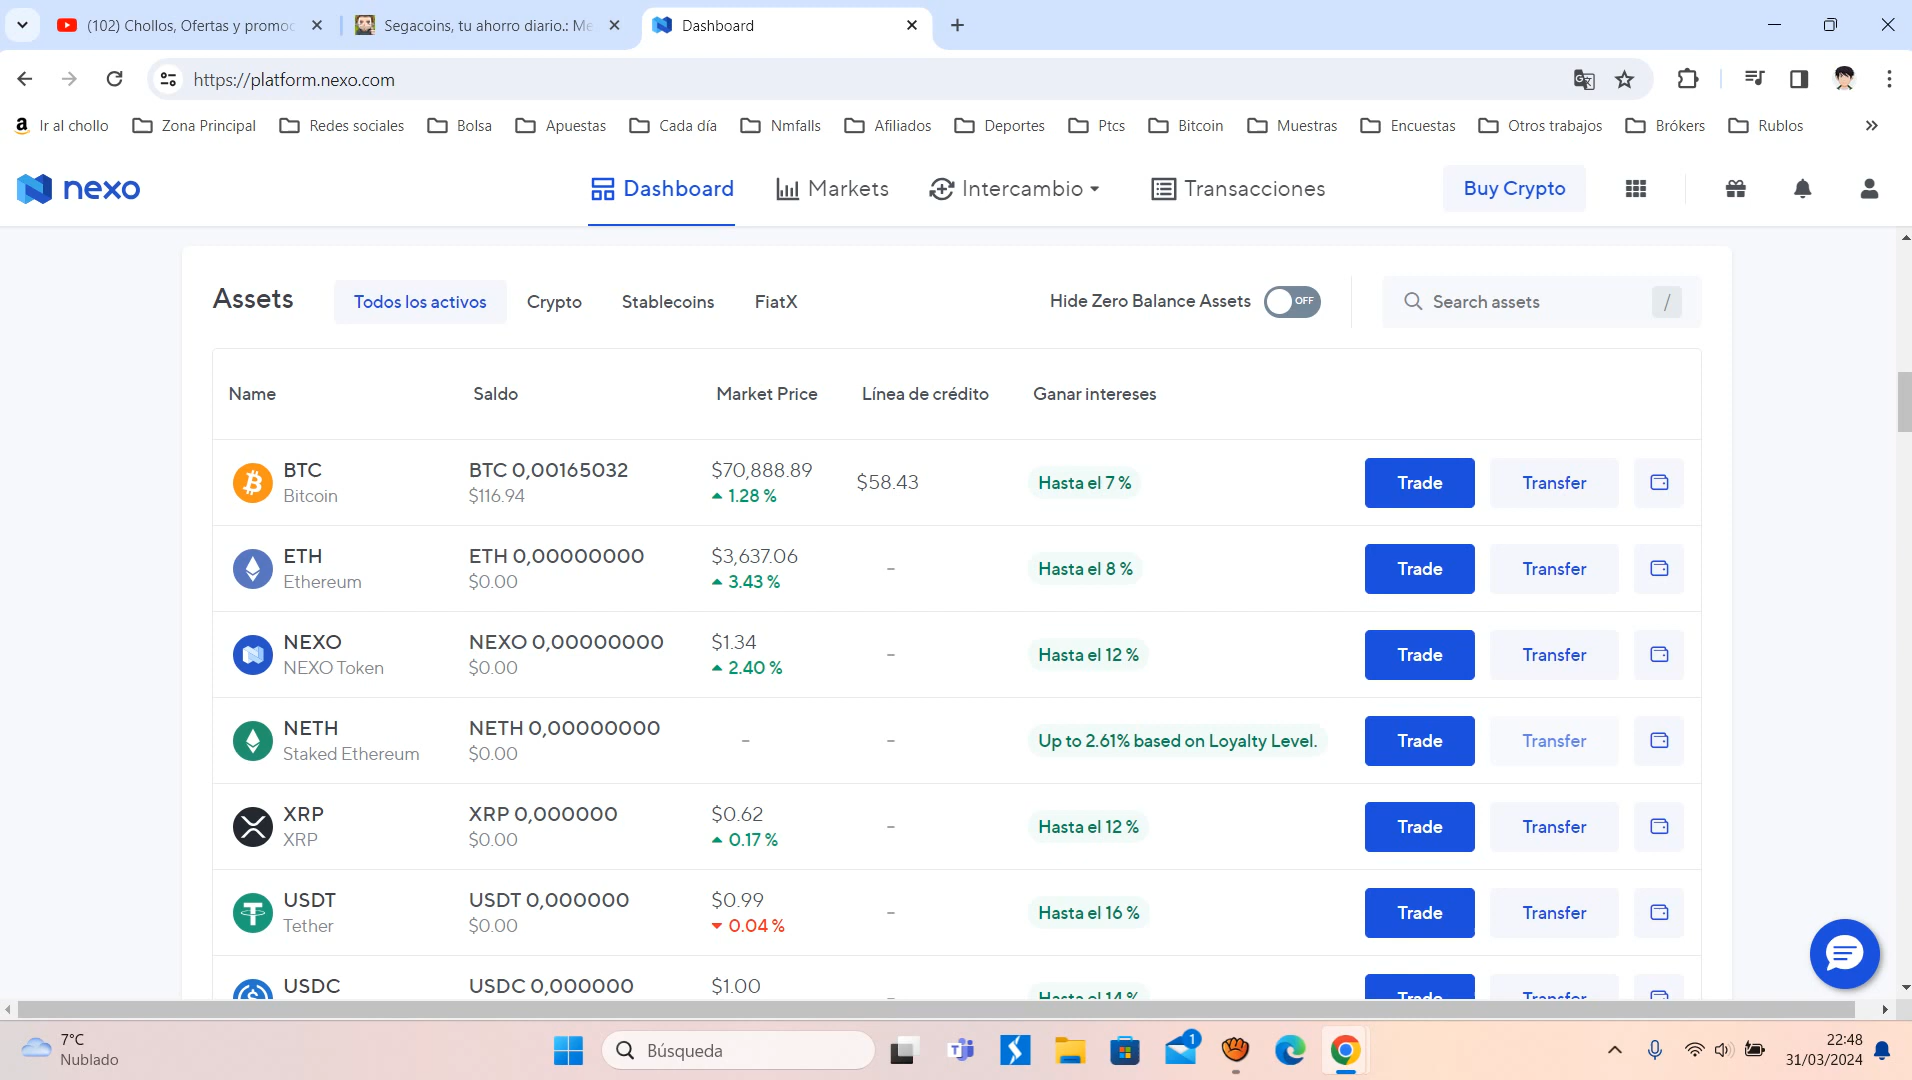 (102) Chollos, Ofertas y promoc
Segacoins, tu ahorro diario.: Me
Dashboard
https://platform.nexo.com
Ir al chollo
Zona Principal
Redes sociales
Bolsa
Apuestas
Cada día
Nmfalls
Afiliados
Deportes
Ptcs
Bitcoin
Muestras
Encuestas
Otros trabajos
Brókers
Rublos
nexo
Dashboard
Markets
Intercambio
Transacciones
Buy Crypto
Assets
Todos los activos
Crypto
Stablecoins
FiatX
Hide Zero Balance Assets
OFF
Search assets
/
Name
Saldo
Market Price
Línea de crédito
Ganar intereses
BTC
Bitcoin
BTC 0,00165032
$116.94
$70,888.89
1.28 %
$58.43
Hasta el 7 %
Trade
Transfer
ETH
Ethereum
ETH 0,00000000
$0.00
$3,637.06
3.43 %
-
Hasta el 8 %
Trade
Transfer
NEXO
NEXO Token
NEXO 0,00000000
$0.00
$1.34
2.40 %
-
Hasta el 12 %
Trade
Transfer
NETH
Staked Ethereum
NETH 0,00000000
$0.00
-
-
Up to 2.61% based on Loyalty Level.
Trade
Transfer
XRP
XRP
XRP 0,000000
$0.00
$0.62
0.17 %
-
Hasta el 12 %
Trade
Transfer
USDT
Tether
USDT 0,000000
$0.00
$0.99
0.04 %
-
Hasta el 16 %
Trade
Transfer
USDC
USDC 0,000000
$1.00
-
Hasta el 14 %
Trade
Transfer
7°C
Nublado
Búsqueda
1
22:48
31/03/2024